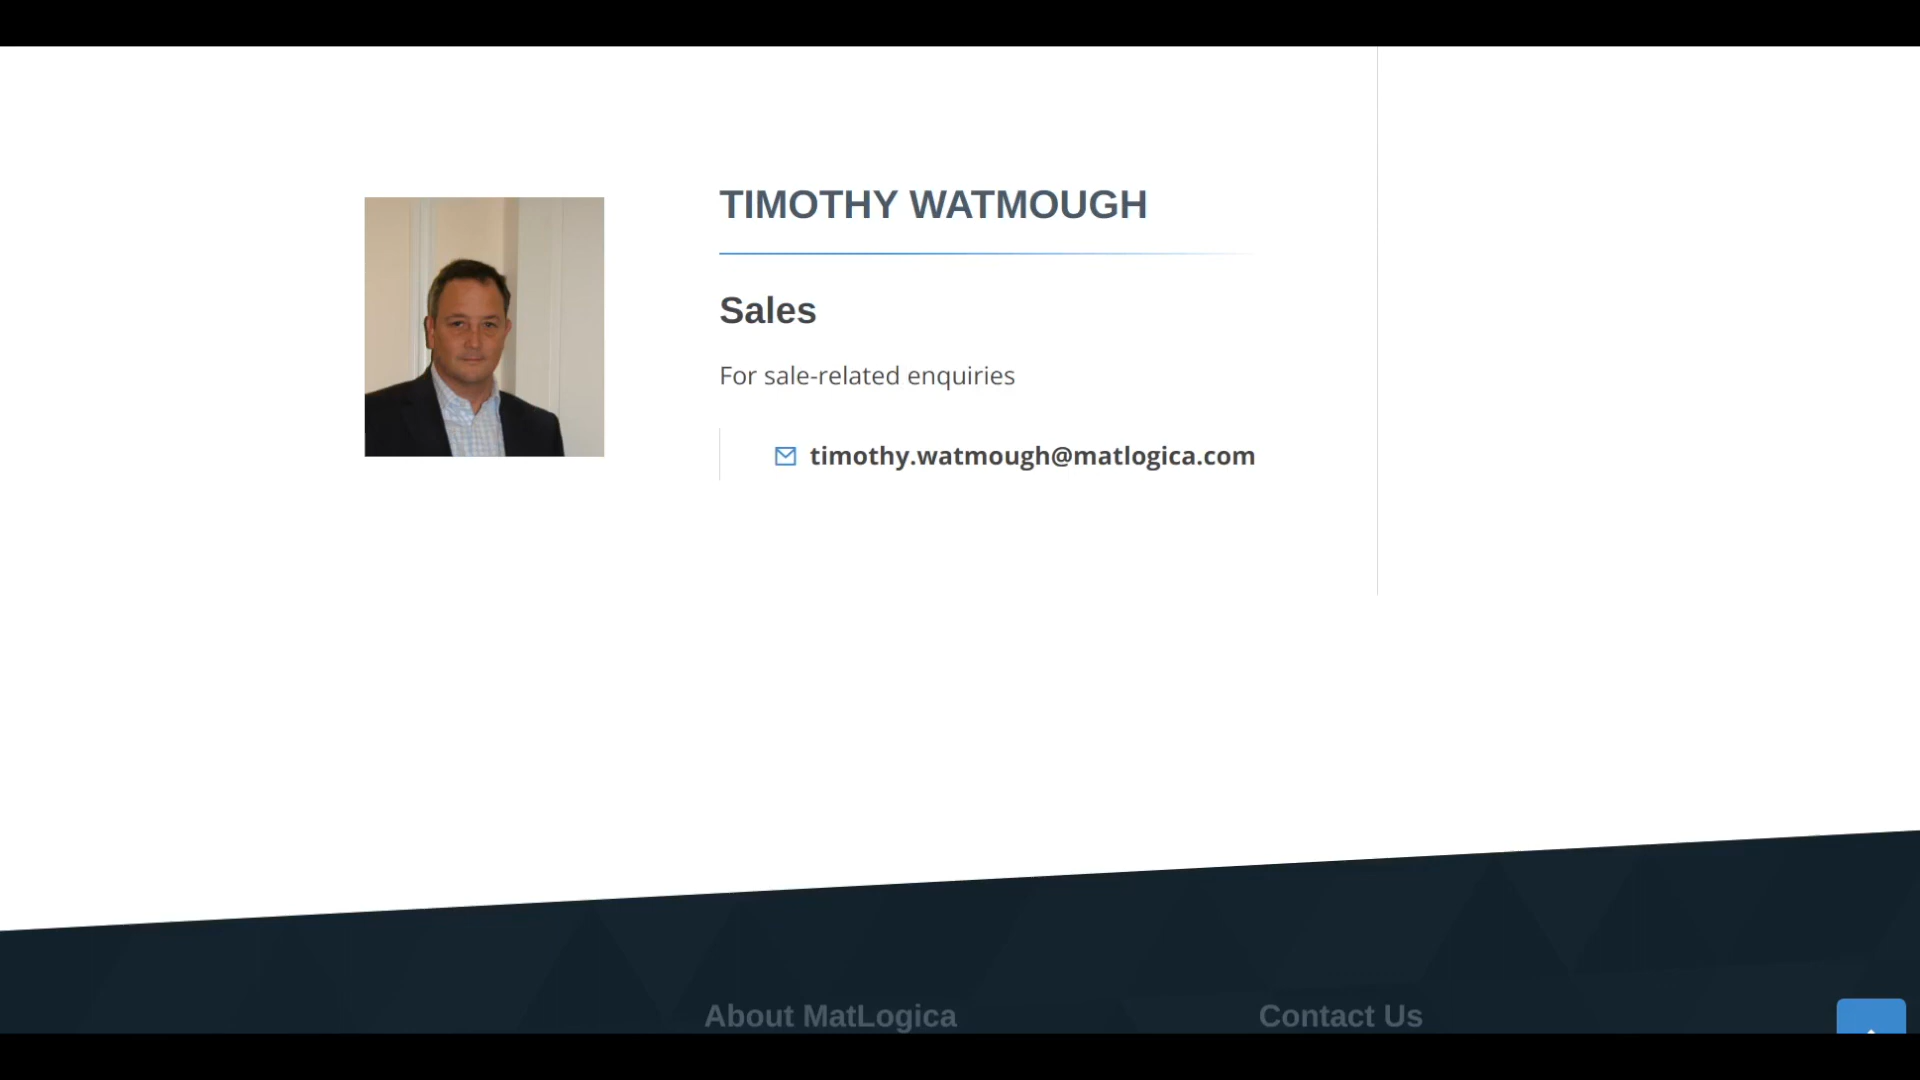 TIMOTHY WATMOUGH
Sales
For sale-related enquiries
timothy.watmough@matlogica.com
About MatLogica
Contact Us